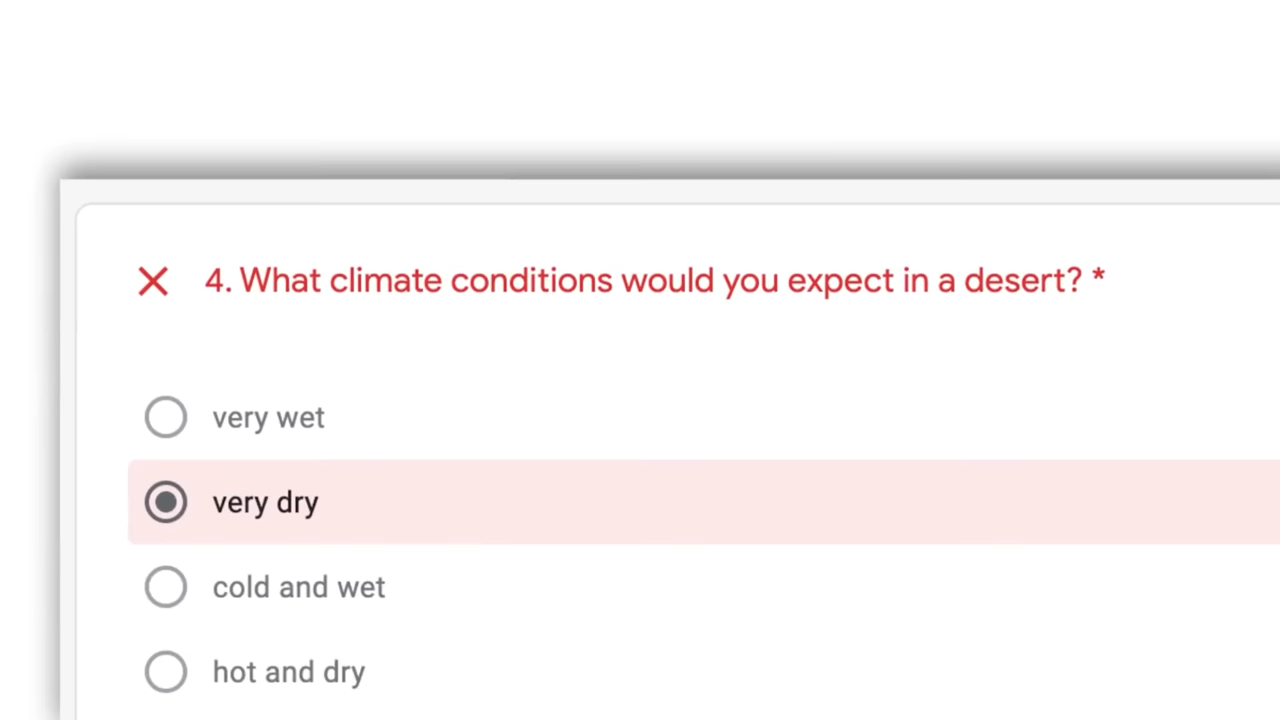 4. What climate conditions would you expect in a desert? *
very wet
very dry
cold and wet
hot and dry